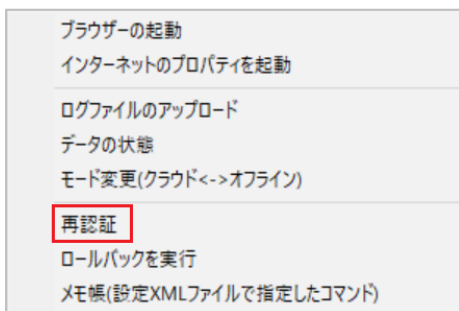 ブラウザーの起動
インターネットのプロパティを起動
ログファイルのアップロード
データの状態
モード変更(クラウド<->オフライン)
再認証
ロールバックを実行
メモ帳(設定XMLファイルで指定したコマンド)